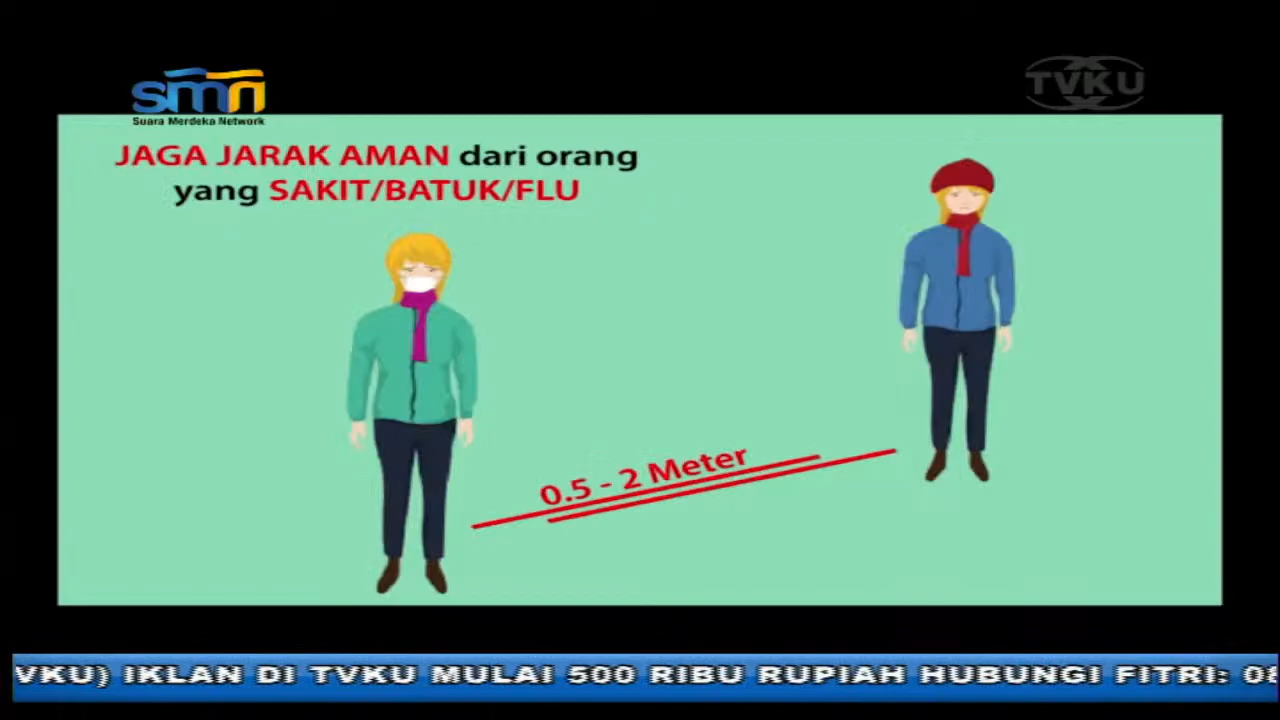 smn
Suara Merdeka Network
TVKU
JAGA JARAK AMAN dari orang
yang SAKIT/BATUK/FLU
0.5 - 2 Meter
VKU) IKLAN DI TVKU MULAI 500 RIBU RUPIAH HUBUNGI FITRI: 08